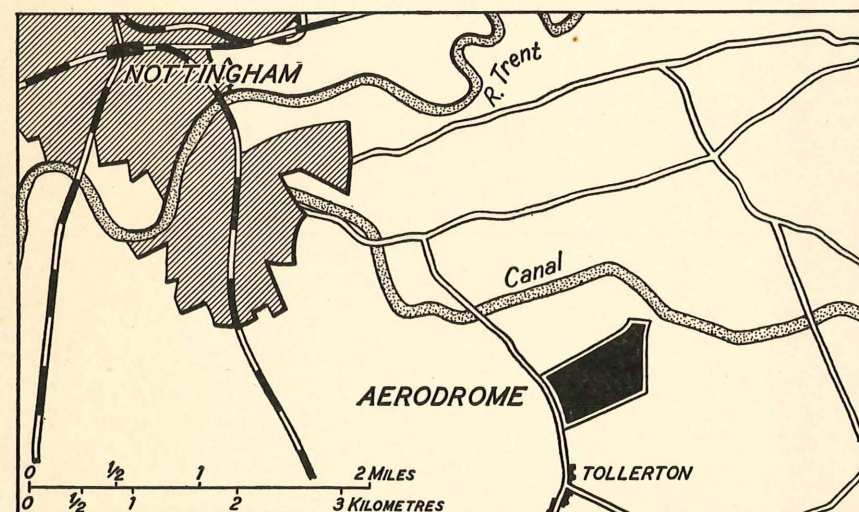 R. Trent
NOTTINGHAM
Canal
AERODROME
TOLLERTON
0 ½ 1 2 MILES
0 ½ 1 2 3 KILOMETRES